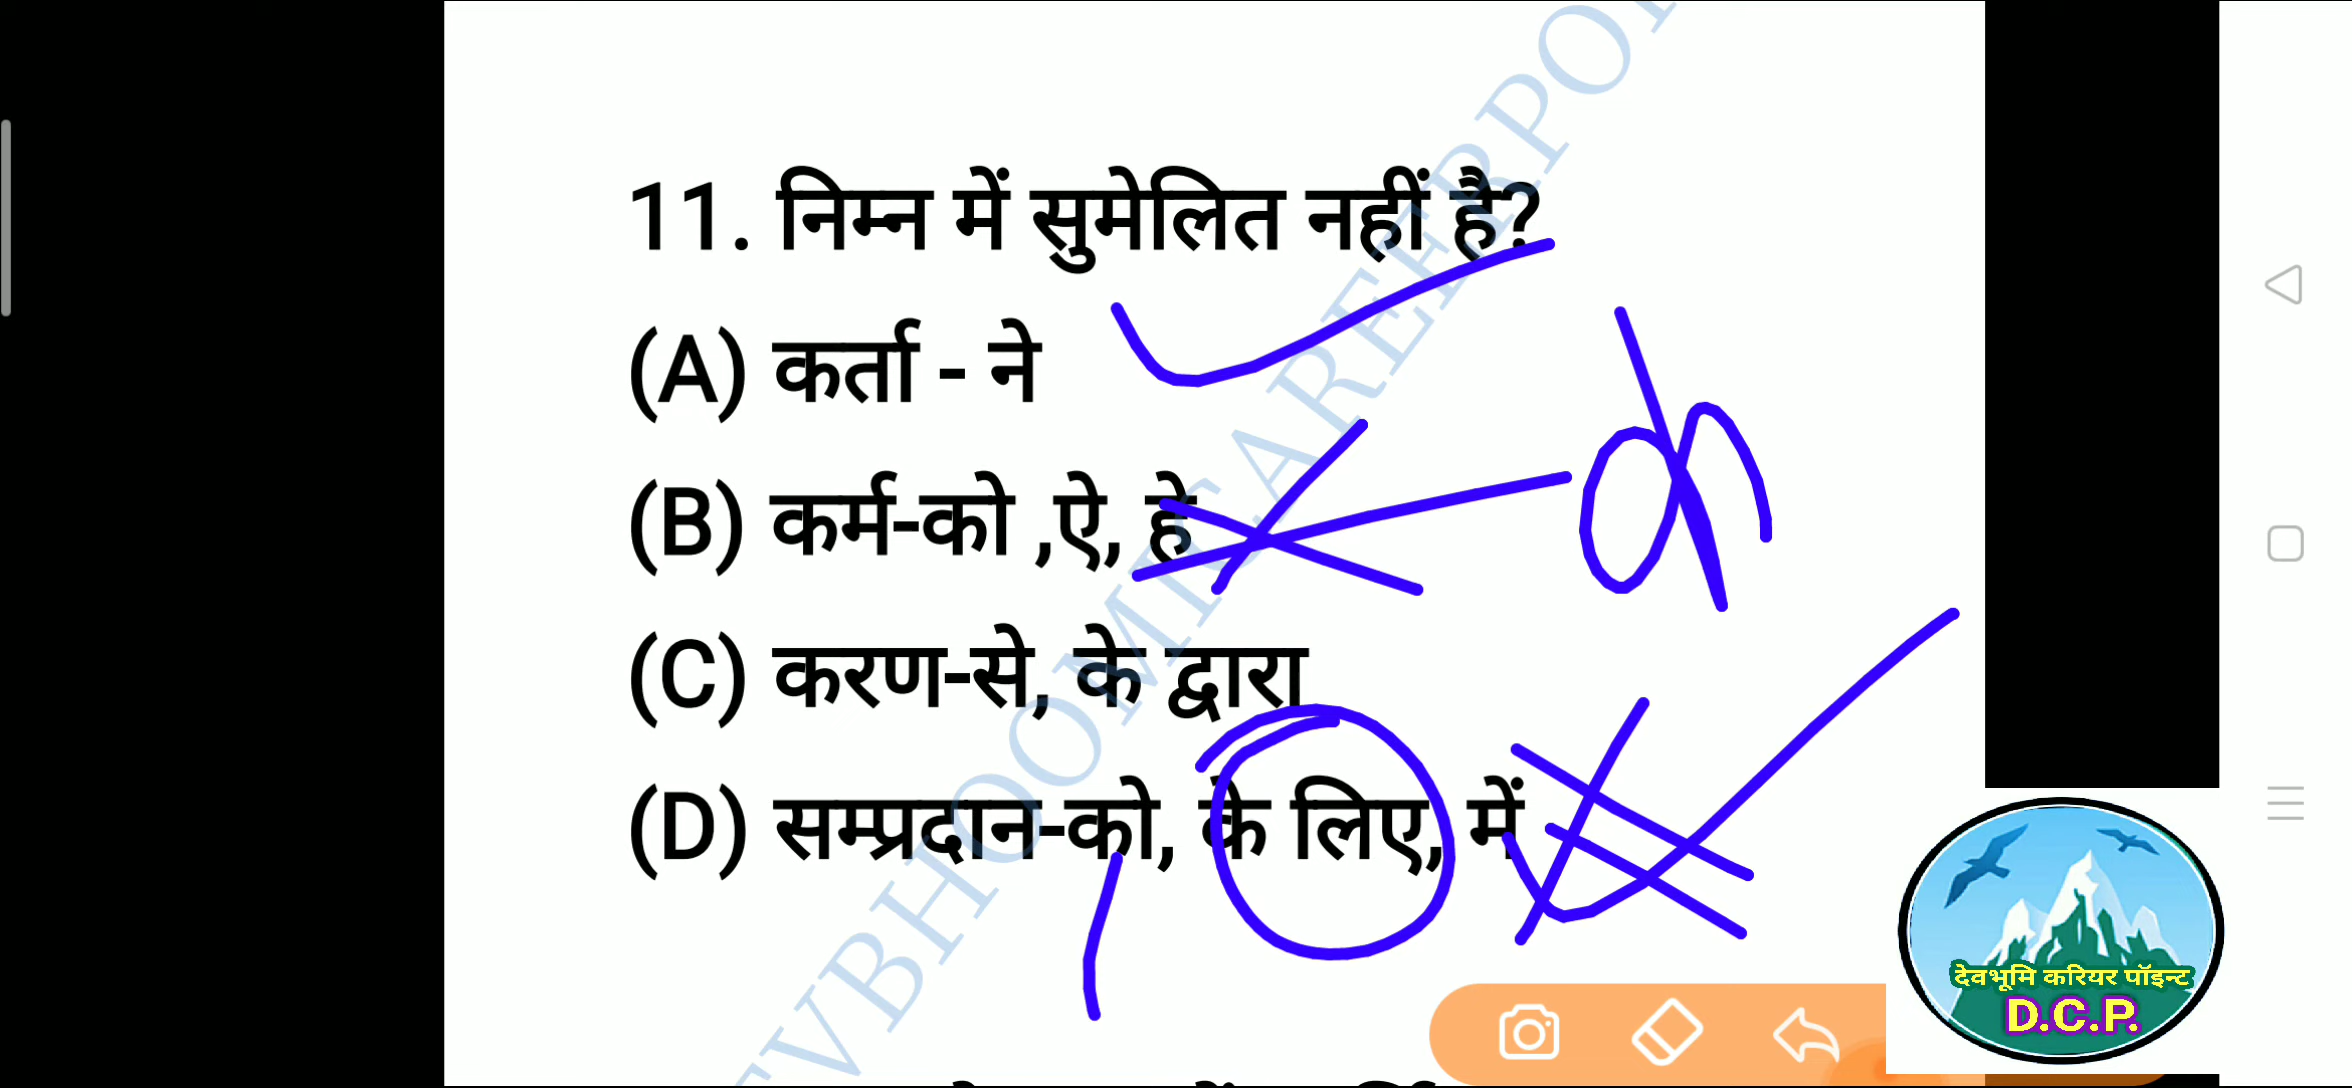 11. निम्न में सुमेलित नहीं है?
(A) कर्ता - ने
(B) कर्म-को ,ऐ, हे
(C) करण-से, के द्वारा
(D) सम्प्रदान-को, के लिए, में
देवभूमि करियर पॉइन्ट
D.C.P.